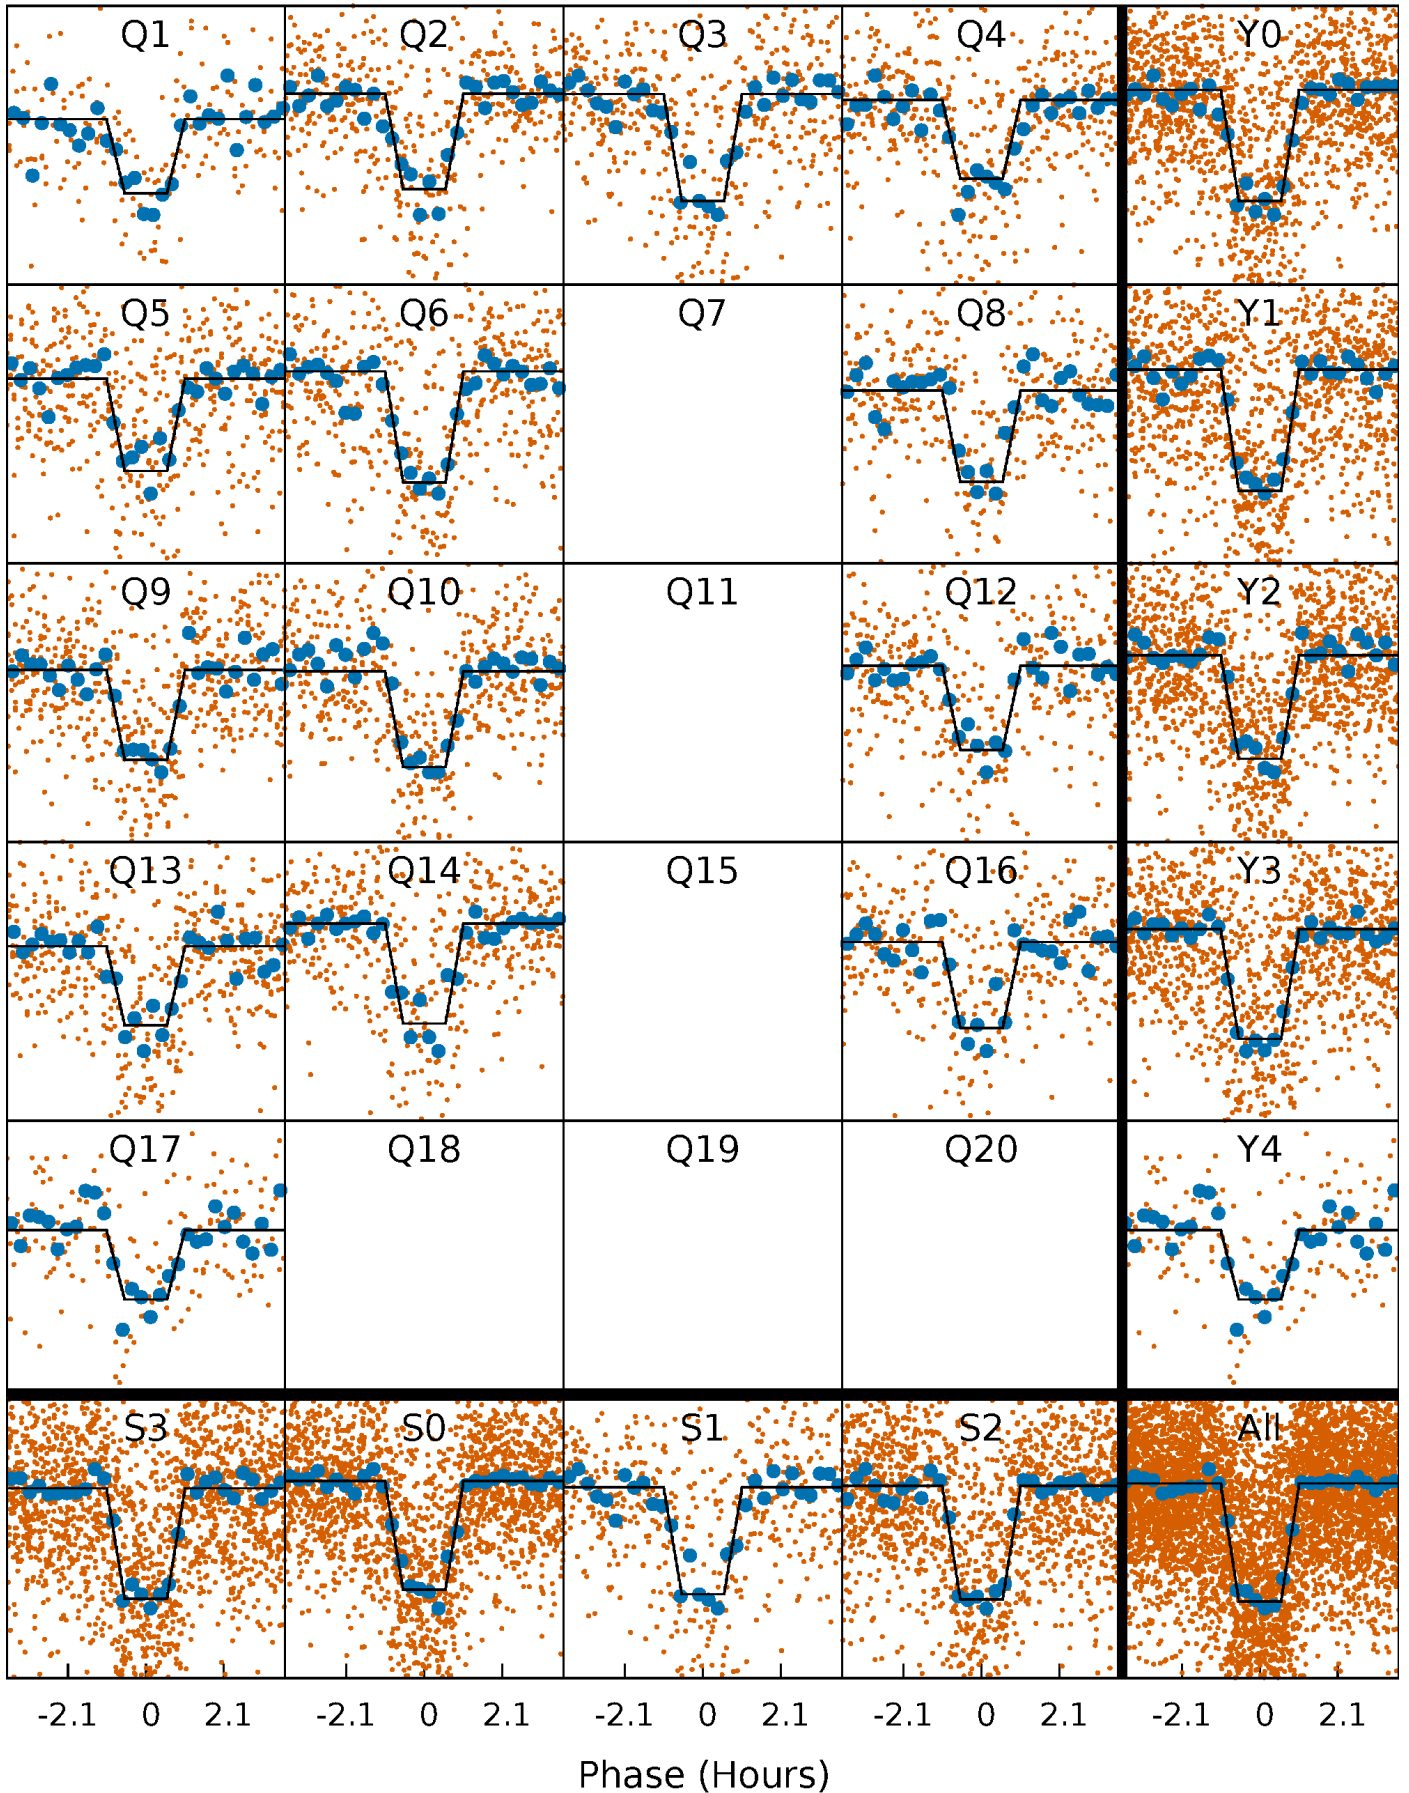 Q1 Q2 Q3 Q4 Y0
Q5 Q6 Q7 Q8 Y1
Q9 Q10 Q11 Q12 Y2
Q13 Q14 Q15 Q16 Y3
Q17 Q18 Q19 Q20 Y4
S3 S0 S1 S2 All
-2.1 0 2.1 -2.1 0 2.1 -2.1 0 2.1 -2.1 0 2.1 -2.1 0 2.1
Phase (Hours)